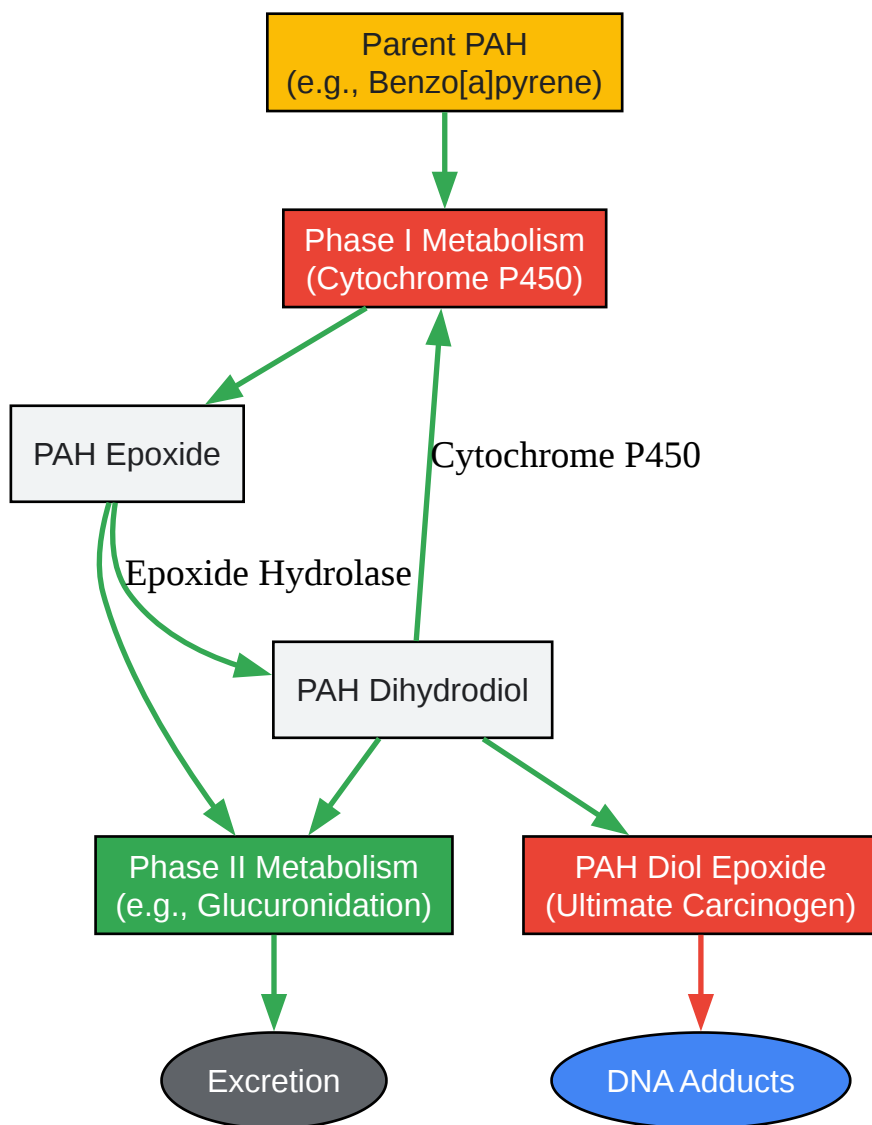 Parent PAH
(e.g., Benzo[a]pyrene)
Phase I Metabolism
(Cytochrome P450)
PAH Epoxide
Cytochrome P450
Epoxide Hydrolase
PAH Dihydrodiol
Phase II Metabolism
(e.g., Glucuronidation)
PAH Diol Epoxide
(Ultimate Carcinogen)
Excretion
DNA Adducts